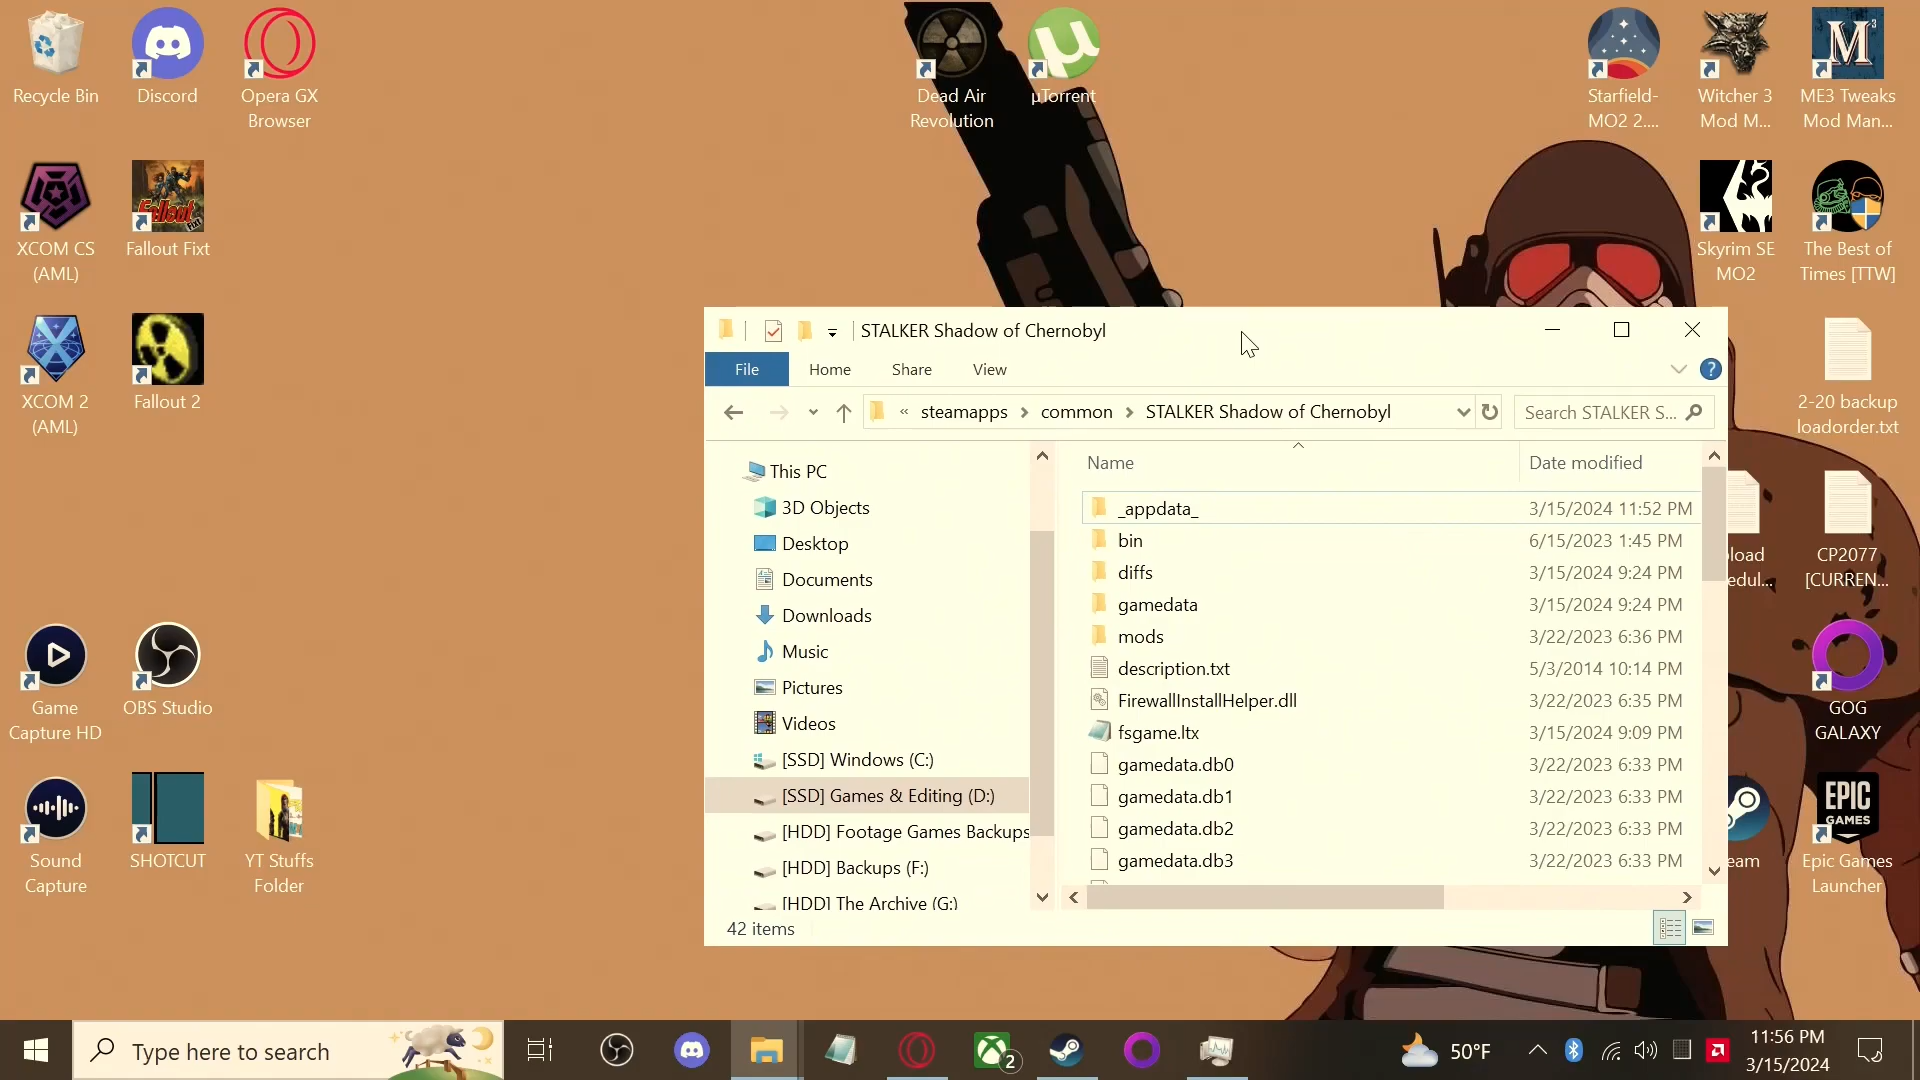 Recycle Bin
Discord
Opera GX
Browser
Dead Air
Revolution
µTorrent
Starfield-
MO2 2....
Witcher 3
Mod M...
ME3 Tweaks
Mod Man...
XCOM CS
(AML)
Fallout
Fixt
Fallout Fixt
Skyrim SE
MO2
The Best of
Times [TTW]
XCOM 2
(AML)
Fallout 2
2-20 backup
loadorder.txt
STALKER Shadow of Chernobyl
File
Home
Share
View
« steamapps > common > STALKER Shadow of Chernobyl
Search STALKER S...
This PC
3D Objects
Desktop
Documents
Downloads
Music
Pictures
Videos
[SSD] Windows (C:)
[SSD] Games & Editing (D:)
[HDD] Footage Games Backups
[HDD] Backups (F:)
[HDD] The Archive (G:)
Name
Date modified
_appdata_
3/15/2024 11:52 PM
bin
6/15/2023 1:45 PM
diffs
3/15/2024 9:24 PM
gamedata
3/15/2024 9:24 PM
mods
3/22/2023 6:36 PM
description.txt
5/3/2014 10:14 PM
FirewallInstallHelper.dll
3/22/2023 6:35 PM
fsgame.ltx
3/15/2024 9:09 PM
gamedata.db0
3/22/2023 6:33 PM
gamedata.db1
3/22/2023 6:33 PM
gamedata.db2
3/22/2023 6:33 PM
gamedata.db3
3/22/2023 6:33 PM
42 items
load
edul...
CP2077
[CURREN...
Game
Capture HD
OBS Studio
GOG
GALAXY
Sound
Capture
SHOTCUT
YT Stuffs
Folder
eam
EPIC
GAMES
Epic Games
Launcher
Type here to search
2
50°F
11:56 PM
3/15/2024